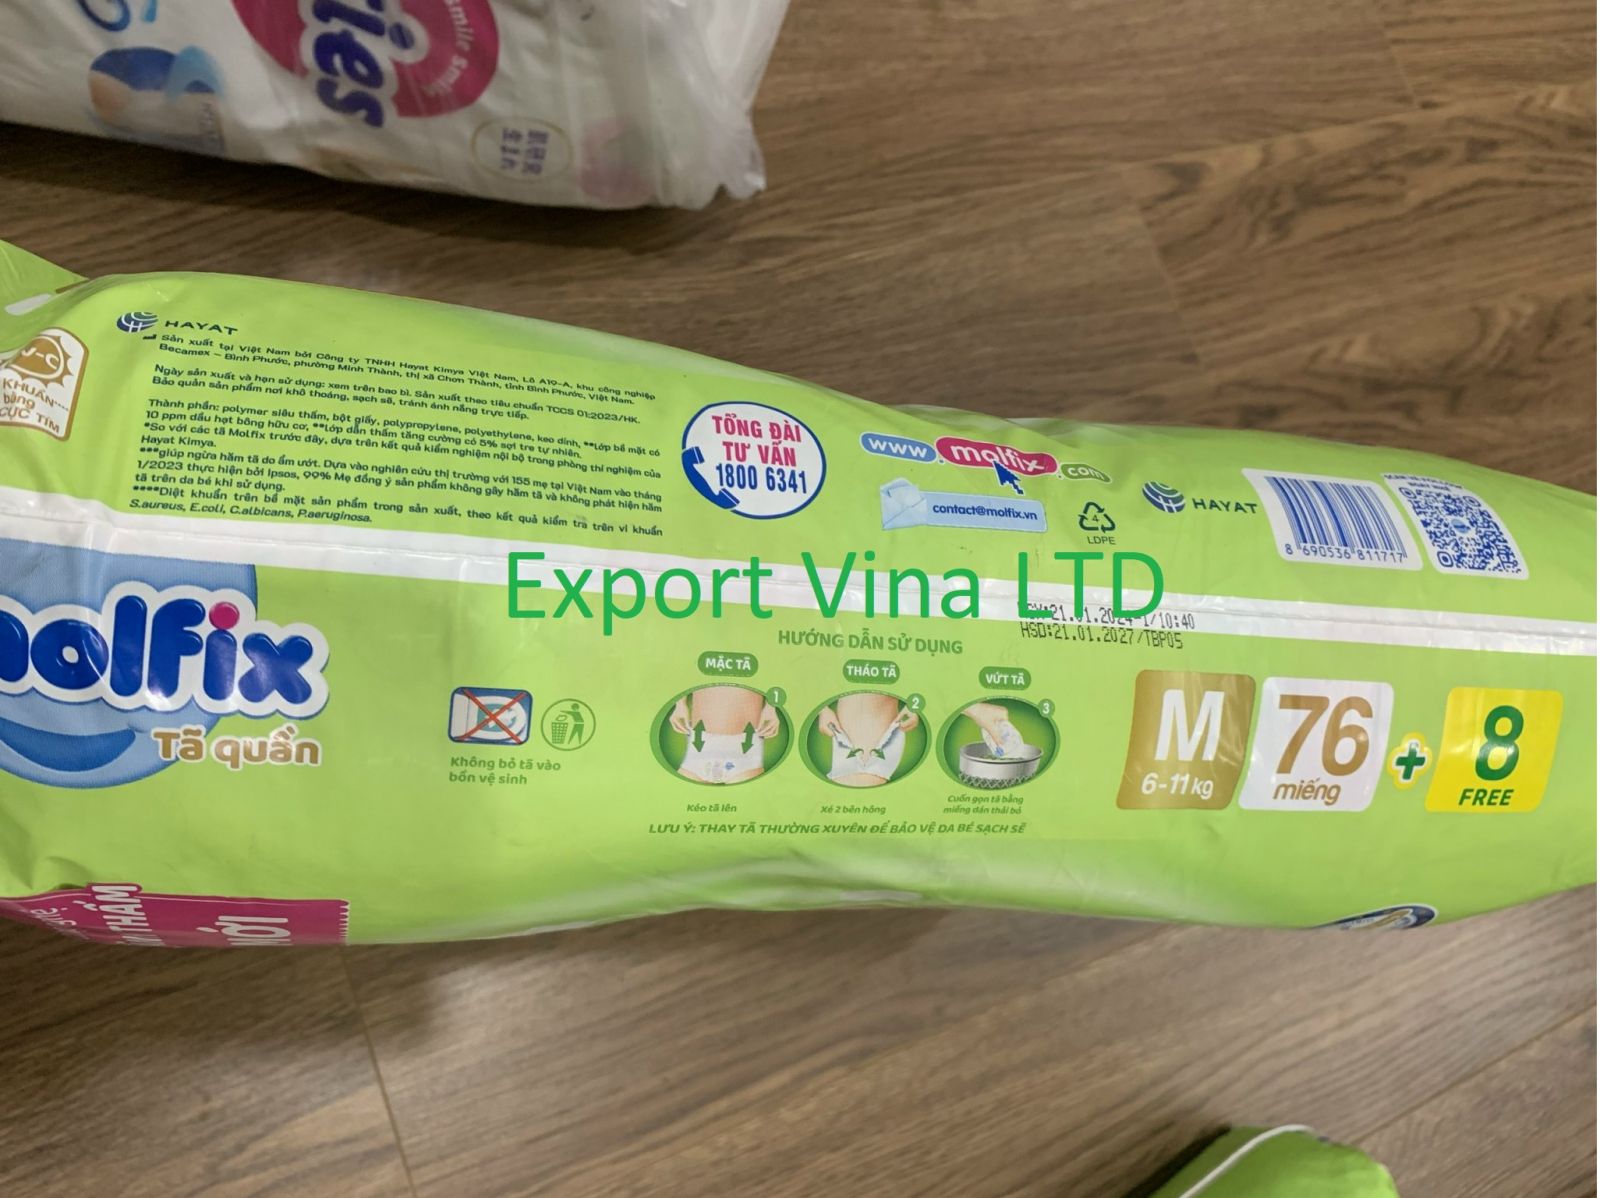 lies
smile smile
HAYAT
Sản xuất tại Việt Nam bởi Công ty TNHH Hayat Kimya Việt Nam, Lô A19-A, khu công nghiệp
Becamex – Bình Phước, phường Minh Thành, thị xã Chơn Thành, tỉnh Bình Phước, Việt Nam.
Ngày sản xuất và hạn sử dụng: xem trên bao bì. Sản xuất theo tiêu chuẩn TCCS 01:2023/HK.
Bảo quản sản phẩm nơi khô thoáng, sạch sẽ, tránh ánh nắng trực tiếp.
Thành phần: polymer siêu thấm, bột giấy, polypropylene, polyethylene, keo dính, **Lớp bề mặt có
10 ppm dầu hạt bông hữu cơ, **Lớp dẫn thấm tăng cường có 5% sợi tre tự nhiên.
*So với các tã Molfix trước đây, dựa trên kết quả kiểm nghiệm nội bộ trong phòng thí nghiệm của
Hayat Kimya.
***giúp ngừa hăm tã do ẩm ướt. Dựa vào nghiên cứu thị trường với 155 mẹ tại Việt Nam vào tháng
1/2023 thực hiện bởi Ipsos, 99% Mẹ đồng ý sản phẩm không gây hăm tã và không phát hiện hăm
tã trên da bé khi sử dụng.
****Diệt khuẩn trên bề mặt sản phẩm trong sản xuất, theo kết quả kiểm tra trên vi khuẩn
S.aureus, E.coli, C.albicans, P.aeruginosa.
KHUẨN****
bằng
CỰC TÍM
TỔNG ĐÀI
TƯ VẤN
1800 6341
www.molfix.com
contact@molfix.vn
4
LDPE
HAYAT
8 690536 811717
Export Vina LTD
21.01.2024 1/10:40
HSD:21.01.2027/TBP05
molfix
Tã quần
Không bỏ tã vào
bồn vệ sinh
HƯỚNG DẪN SỬ DỤNG
MẶC TÃ
1
Kéo tã lên
THÁO TÃ
2
Xé 2 bên hông
VỨT TÃ
3
Cuốn gọn tã bằng
miếng dán thải bỏ
LƯU Ý: THAY TÃ THƯỜNG XUYÊN ĐỂ BẢO VỆ DA BÉ SẠCH SẼ
M
6-11kg
76
miếng
+
8
FREE
THẤM
MỚI